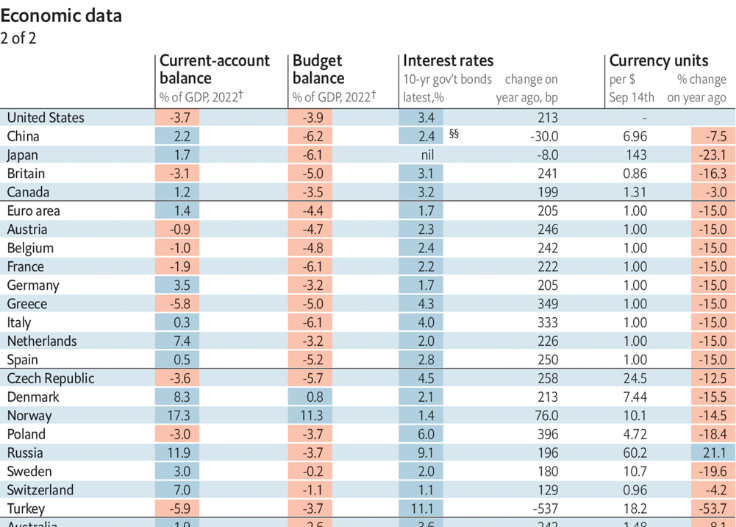 Economic data
2 of 2
Current-account balance % of GDP, 2022† Budget balance % of GDP, 2022† Interest rates 10-yr gov't bonds latest,% change on year ago, bp Currency units per $ Sep 14th % change on year ago
United States -3.7 -3.9 3.4 213 -
China 2.2 -6.2 2.4 §§ -30.0 6.96 -7.5
Japan 1.7 -6.1 nil -8.0 143 -23.1
Britain -3.1 -5.0 3.1 241 0.86 -16.3
Canada 1.2 -3.5 3.2 199 1.31 -3.0
Euro area 1.4 -4.4 1.7 205 1.00 -15.0
Austria -0.9 -4.7 2.3 246 1.00 -15.0
Belgium -1.0 -4.8 2.4 242 1.00 -15.0
France -1.9 -6.1 2.2 222 1.00 -15.0
Germany 3.5 -3.2 1.7 205 1.00 -15.0
Greece -5.8 -5.0 4.3 349 1.00 -15.0
Italy 0.3 -6.1 4.0 333 1.00 -15.0
Netherlands 7.4 -3.2 2.0 226 1.00 -15.0
Spain 0.5 -5.2 2.8 250 1.00 -15.0
Czech Republic -3.6 -5.7 4.5 258 24.5 -12.5
Denmark 8.3 0.8 2.1 213 7.44 -15.5
Norway 17.3 11.3 1.4 76.0 10.1 -14.5
Poland -3.0 -3.7 6.0 396 4.72 -18.4
Russia 11.9 -3.7 9.1 196 60.2 21.1
Sweden 3.0 -0.2 2.0 180 10.7 -19.6
Switzerland 7.0 -1.1 1.1 129 0.96 -4.2
Turkey -5.9 -3.7 11.1 -537 18.2 -53.7
Australia